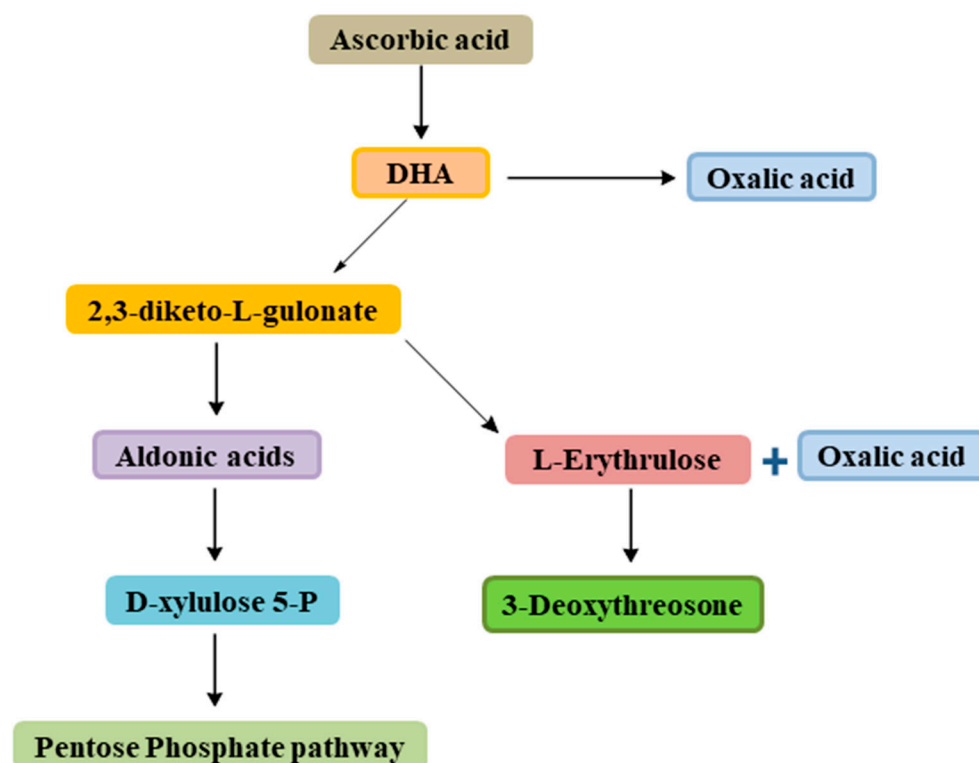 Ascorbic acid
DHA
Oxalic acid
2,3-diketo-L-gulonate
Aldonic acids
L-Erythrulose + Oxalic acid
D-xylulose 5-P
3-Deoxythreosone
Pentose Phosphate pathway